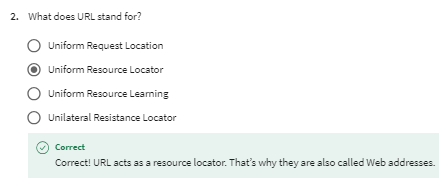 2. What does URL stand for?
Uniform Request Location
Uniform Resource Locator
Uniform Resource Learning
Unilateral Resistance Locator
Correct
Correct! URL acts as a resource locator. That's why they are also called Web addresses.